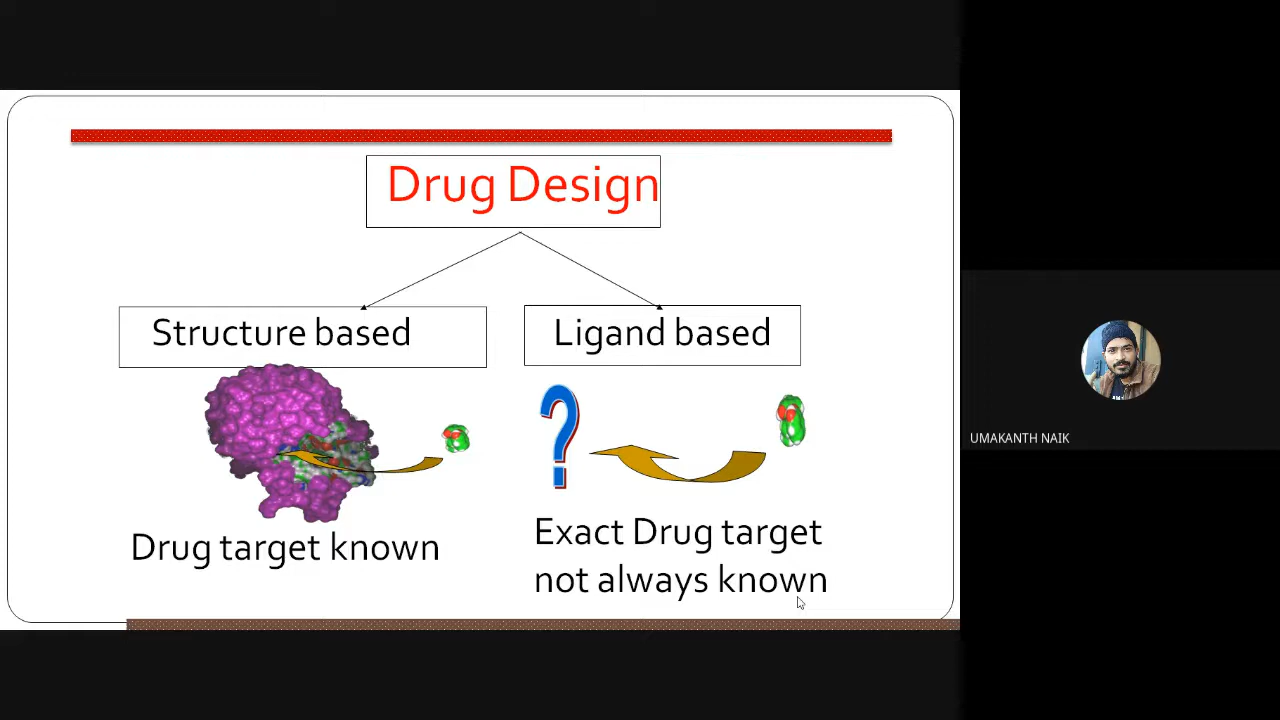 Drug Design
Structure based
Ligand based
?
Drug target known
Exact Drug target
not always known
UMAKANTH NAIK